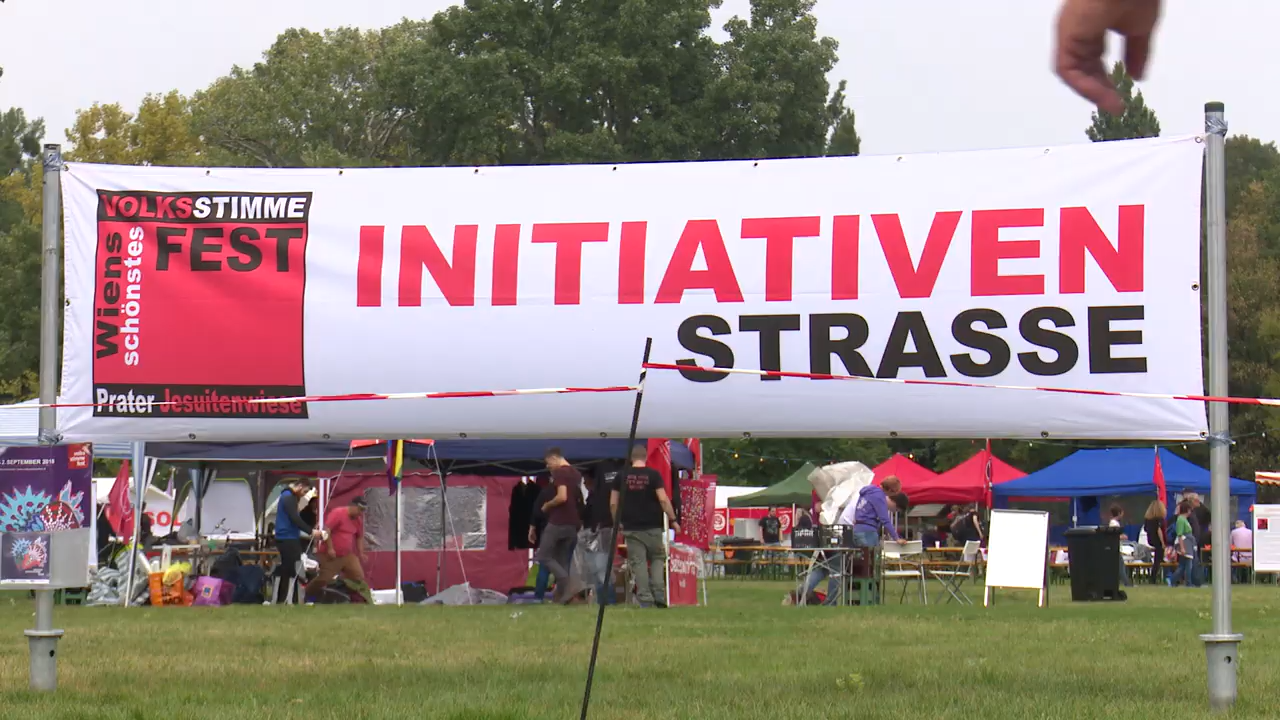 VOLKSSTIMME
FEST
Wiens
schönstes
Prater Jesuitenwiese
INITIATIVEN
STRASSE
2. SEPTEMBER 2018